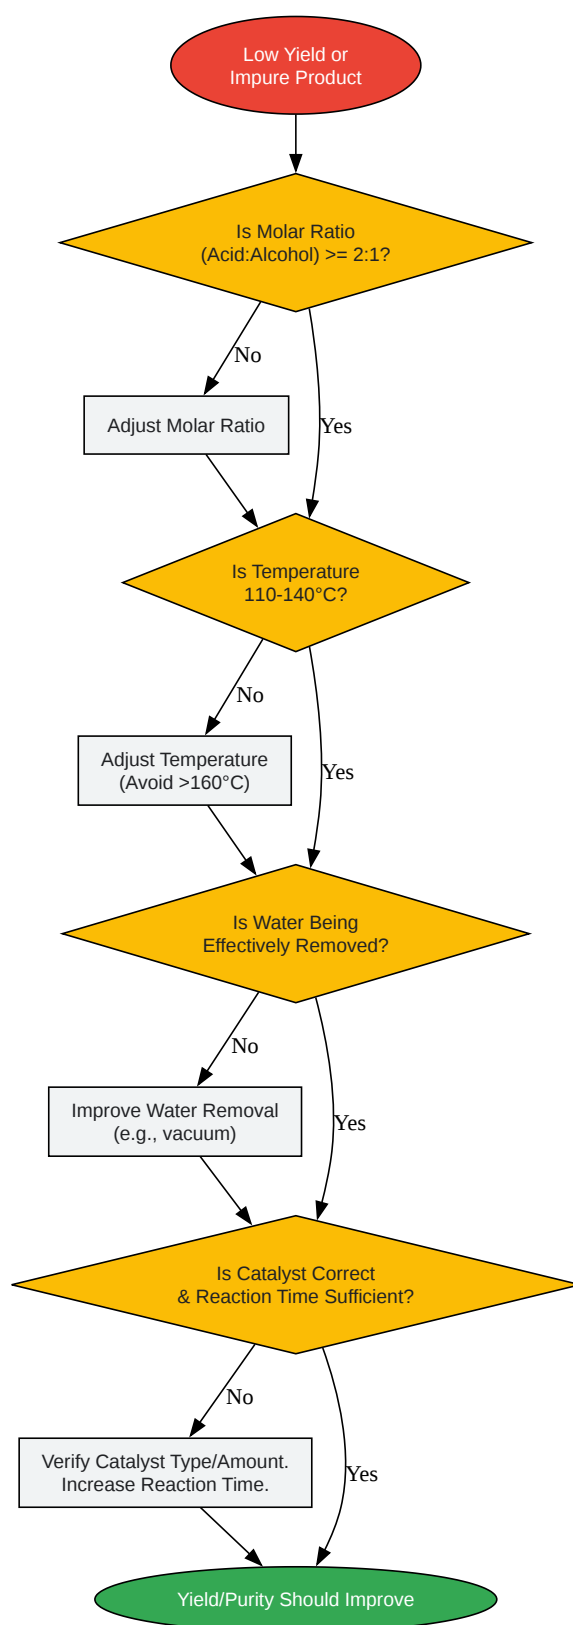 Low Yield or
Impure Product
Is Molar Ratio
(Acid:Alcohol) >= 2:1?
No
Adjust Molar Ratio
Yes
Is Temperature
110-140°C?
No
Adjust Temperature
(Avoid >160°C)
Yes
Is Water Being
Effectively Removed?
No
Improve Water Removal
(e.g., vacuum)
Yes
Is Catalyst Correct
& Reaction Time Sufficient?
No
Verify Catalyst Type/Amount.
Increase Reaction Time.
Yes
Yield/Purity Should Improve